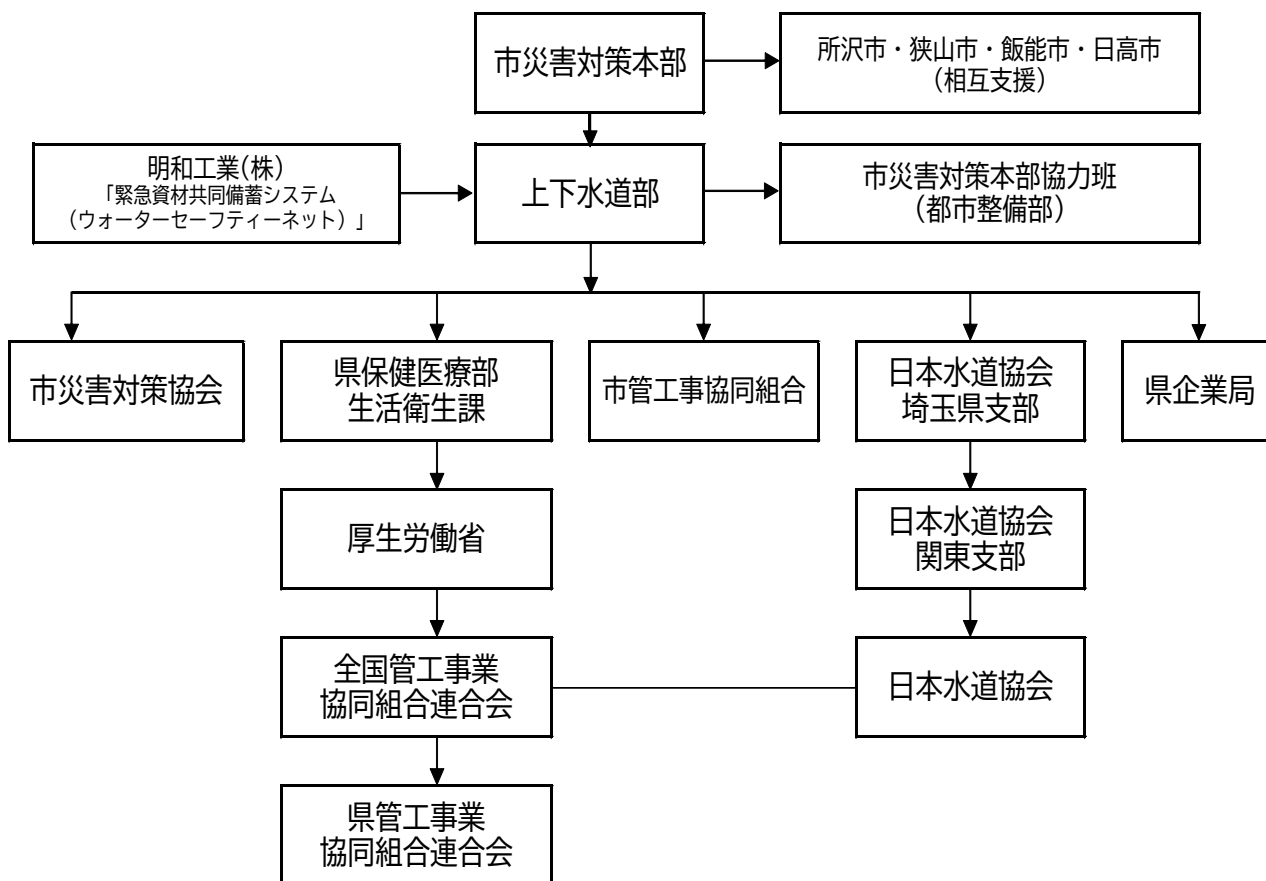 市災害対策本部
所沢市・狭山市・飯能市・日高市
（相互支援）
明和工業（株）
「緊急資材共同備蓄システム
（ウォーターセーフティーネット）」
上下水道部
市災害対策本部協力班
（都市整備部）
市災害対策協会
県保健医療部
生活衛生課
市管工事協同組合
日本水道協会
埼玉県支部
県企業局
厚生労働省
日本水道協会
関東支部
全国管工事業
協同組合連合会
日本水道協会
県管工事業
協同組合連合会